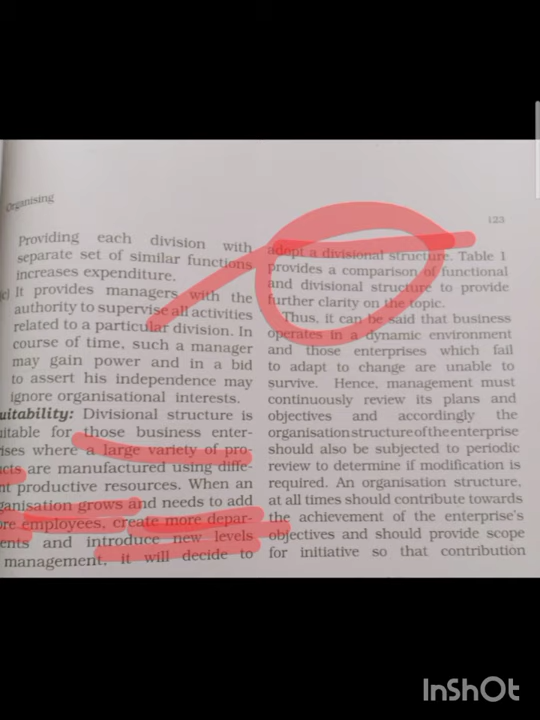 Organising
123
Providing each division with
separate set of similar functions
increases expenditure.
It provides managers with the
authority to supervise all activities
related to a particular division. In
course of time, such a manager
may gain power and in a bid
to assert his independence may
ignore organisational interests.
uitability: Divisional structure is
uitable for those business enter-
ises where a large variety of pro-
cts are manufactured using diffe-
nt productive resources. When an
ganisation grows and needs to add
ore employees, create more depar-
ents and introduce new levels
management, it will decide to
adopt a divisional structure. Table 1
provides a comparison of functional
and divisional structure to provide
further clarity on the topic.
Thus, it can be said that business
operates in a dynamic environment
and those enterprises which fail
to adapt to change are unable to
survive. Hence, management must
continuously review its plans and
objectives and accordingly the
organisation structure of the enterprise
should also be subjected to periodic
review to determine if modification is
required. An organisation structure,
at all times should contribute towards
the achievement of the enterprise's
objectives and should provide scope
for initiative so that contribution
InShOt